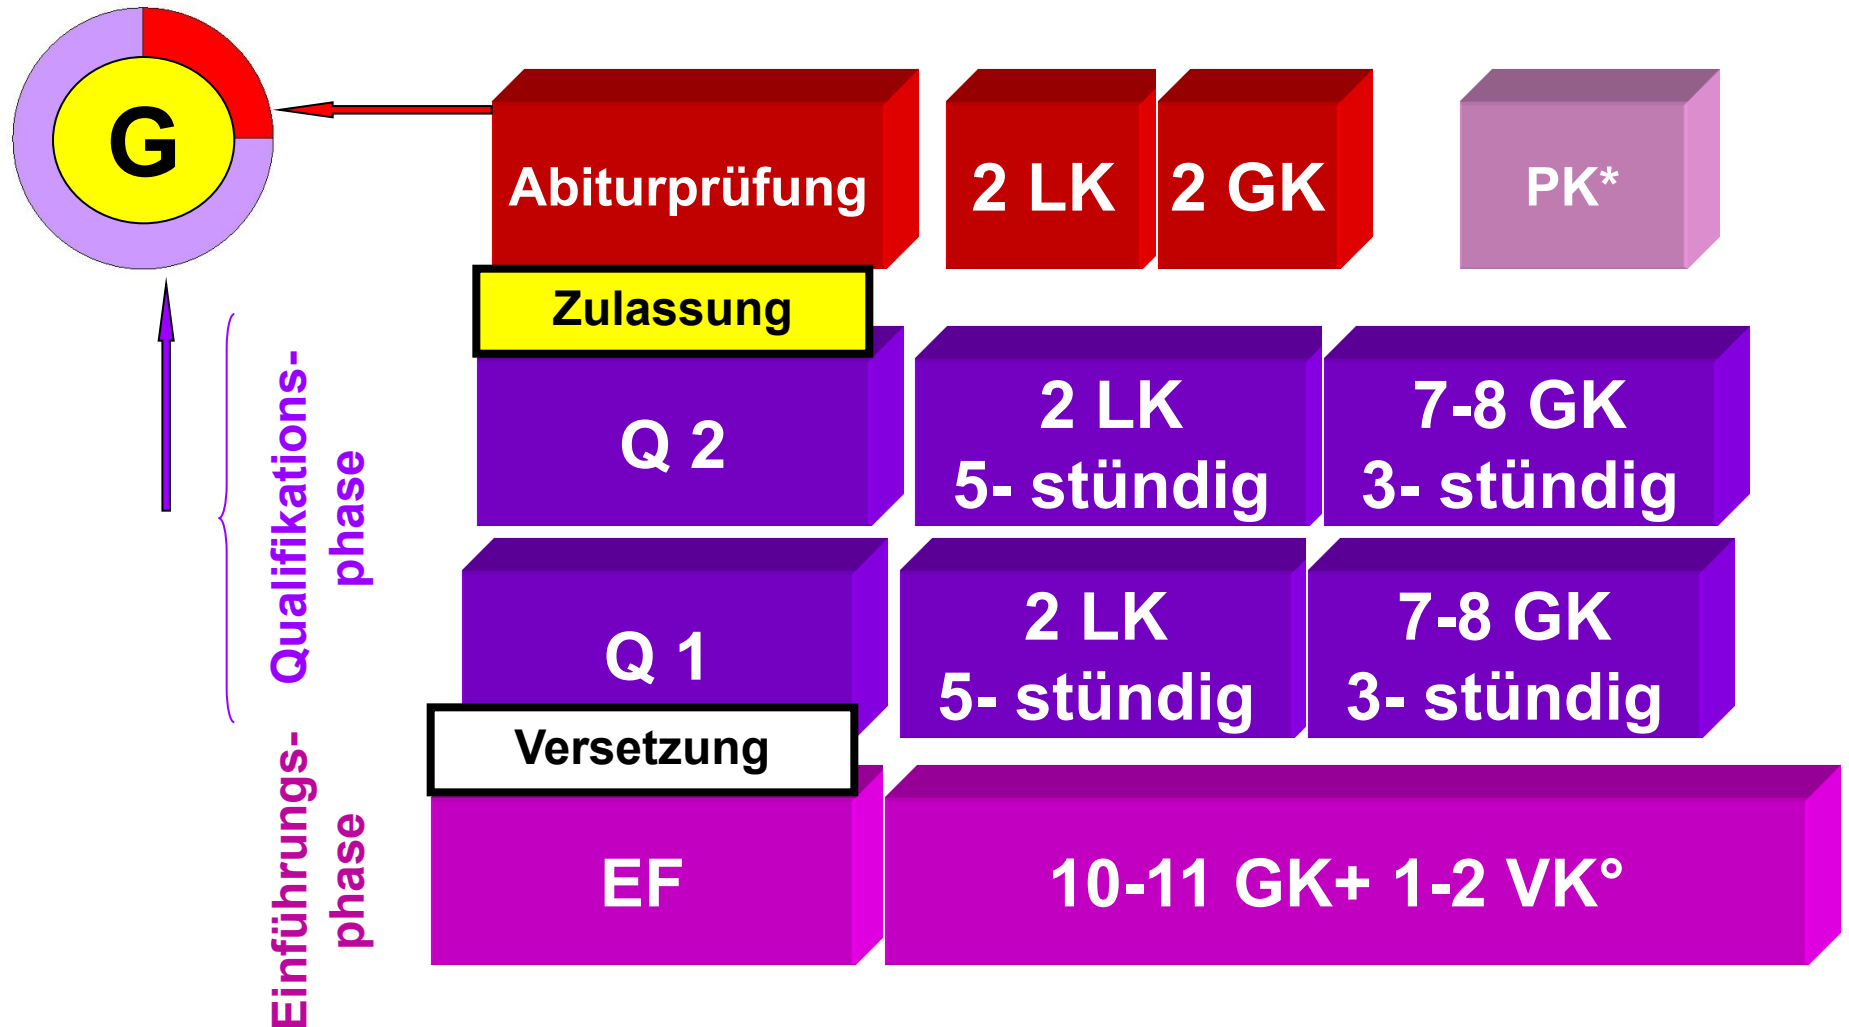 G
Abiturprüfung
2 LK
2 GK
PK*
Zulassung
Qualifikations-
phase
Q 2
2 LK
5- stündig
7-8 GK
3- stündig
Q 1
2 LK
5- stündig
7-8 GK
3- stündig
Versetzung
Einführungs-
phase
EF
10-11 GK+ 1-2 VK°